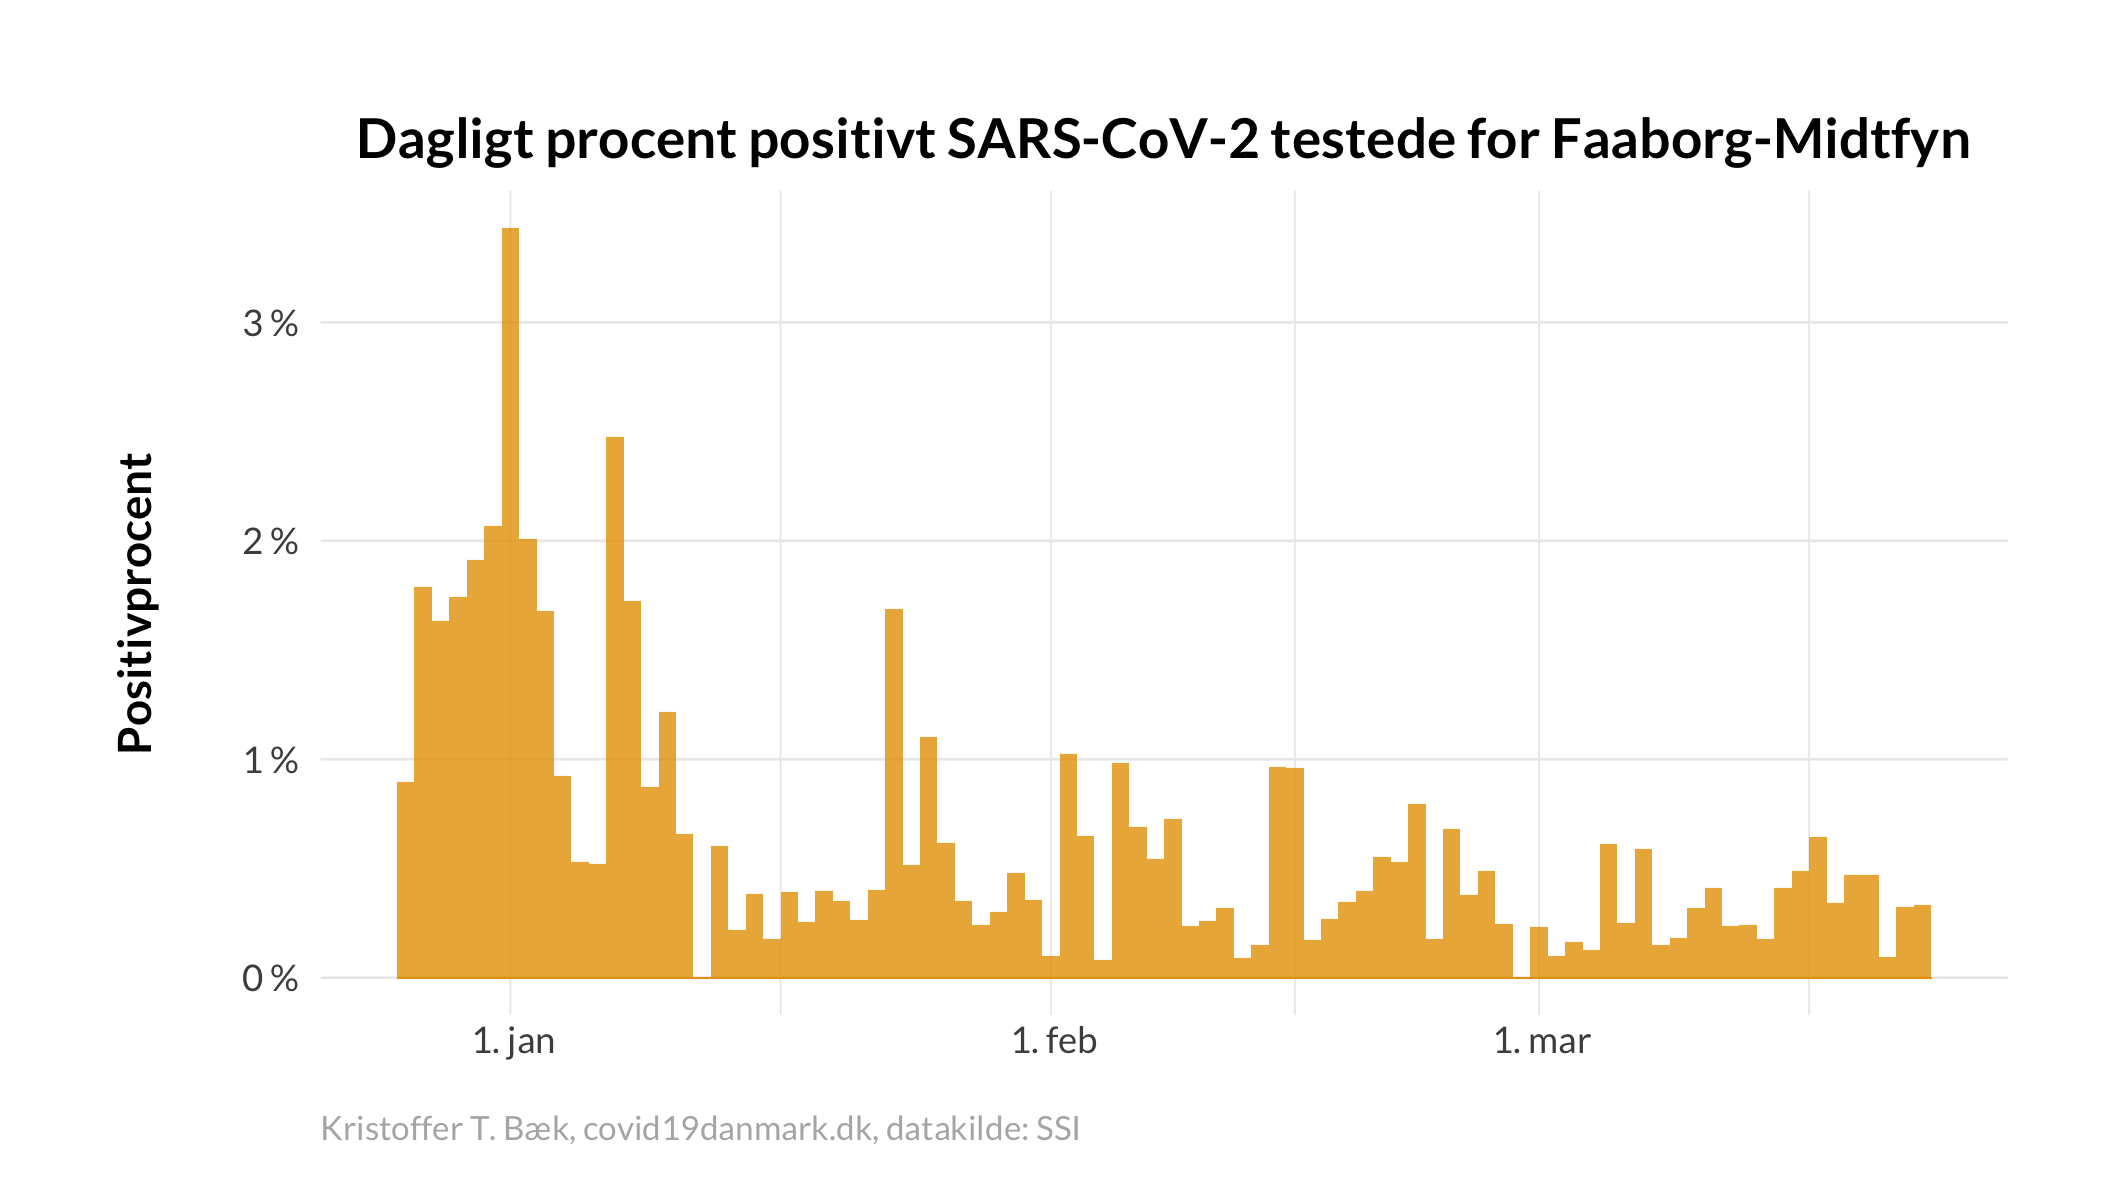 Dagligt procent positivt SARS-CoV-2 testede for Faaborg-Midtfyn
Positivprocent
3 %
2 %
1 %
0 %
1. jan
1. feb
1. mar
Kristoffer T. Bæk, covid19danmark.dk, datakilde: SSI